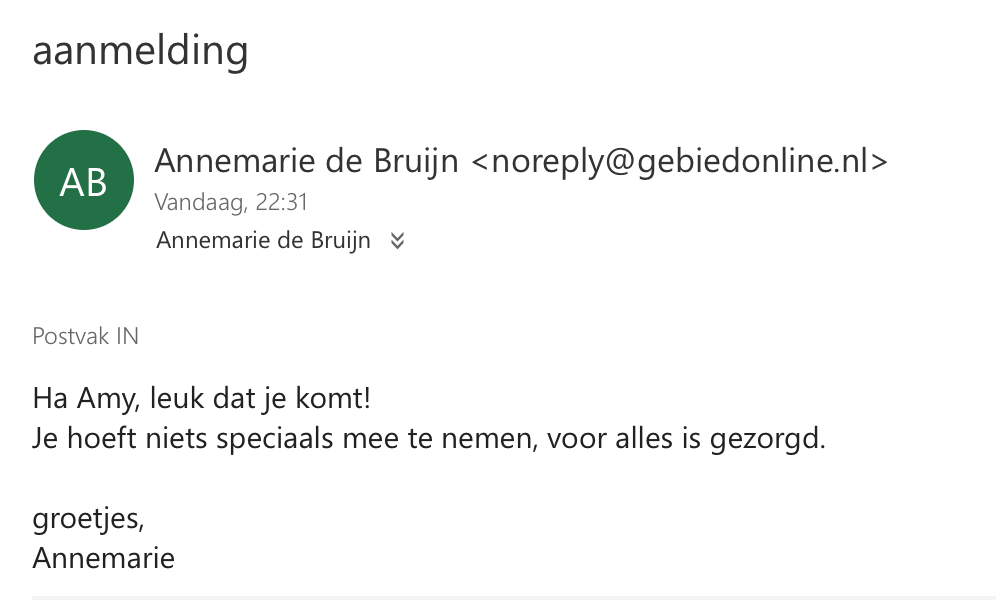 aanmelding
AB
Annemarie de Bruijn <noreply@gebiedonline.nl>
Vandaag, 22:31
Annemarie de Bruijn
Postvak IN
Ha Amy, leuk dat je komt!
Je hoeft niets speciaals mee te nemen, voor alles is gezorgd.
groetjes,
Annemarie